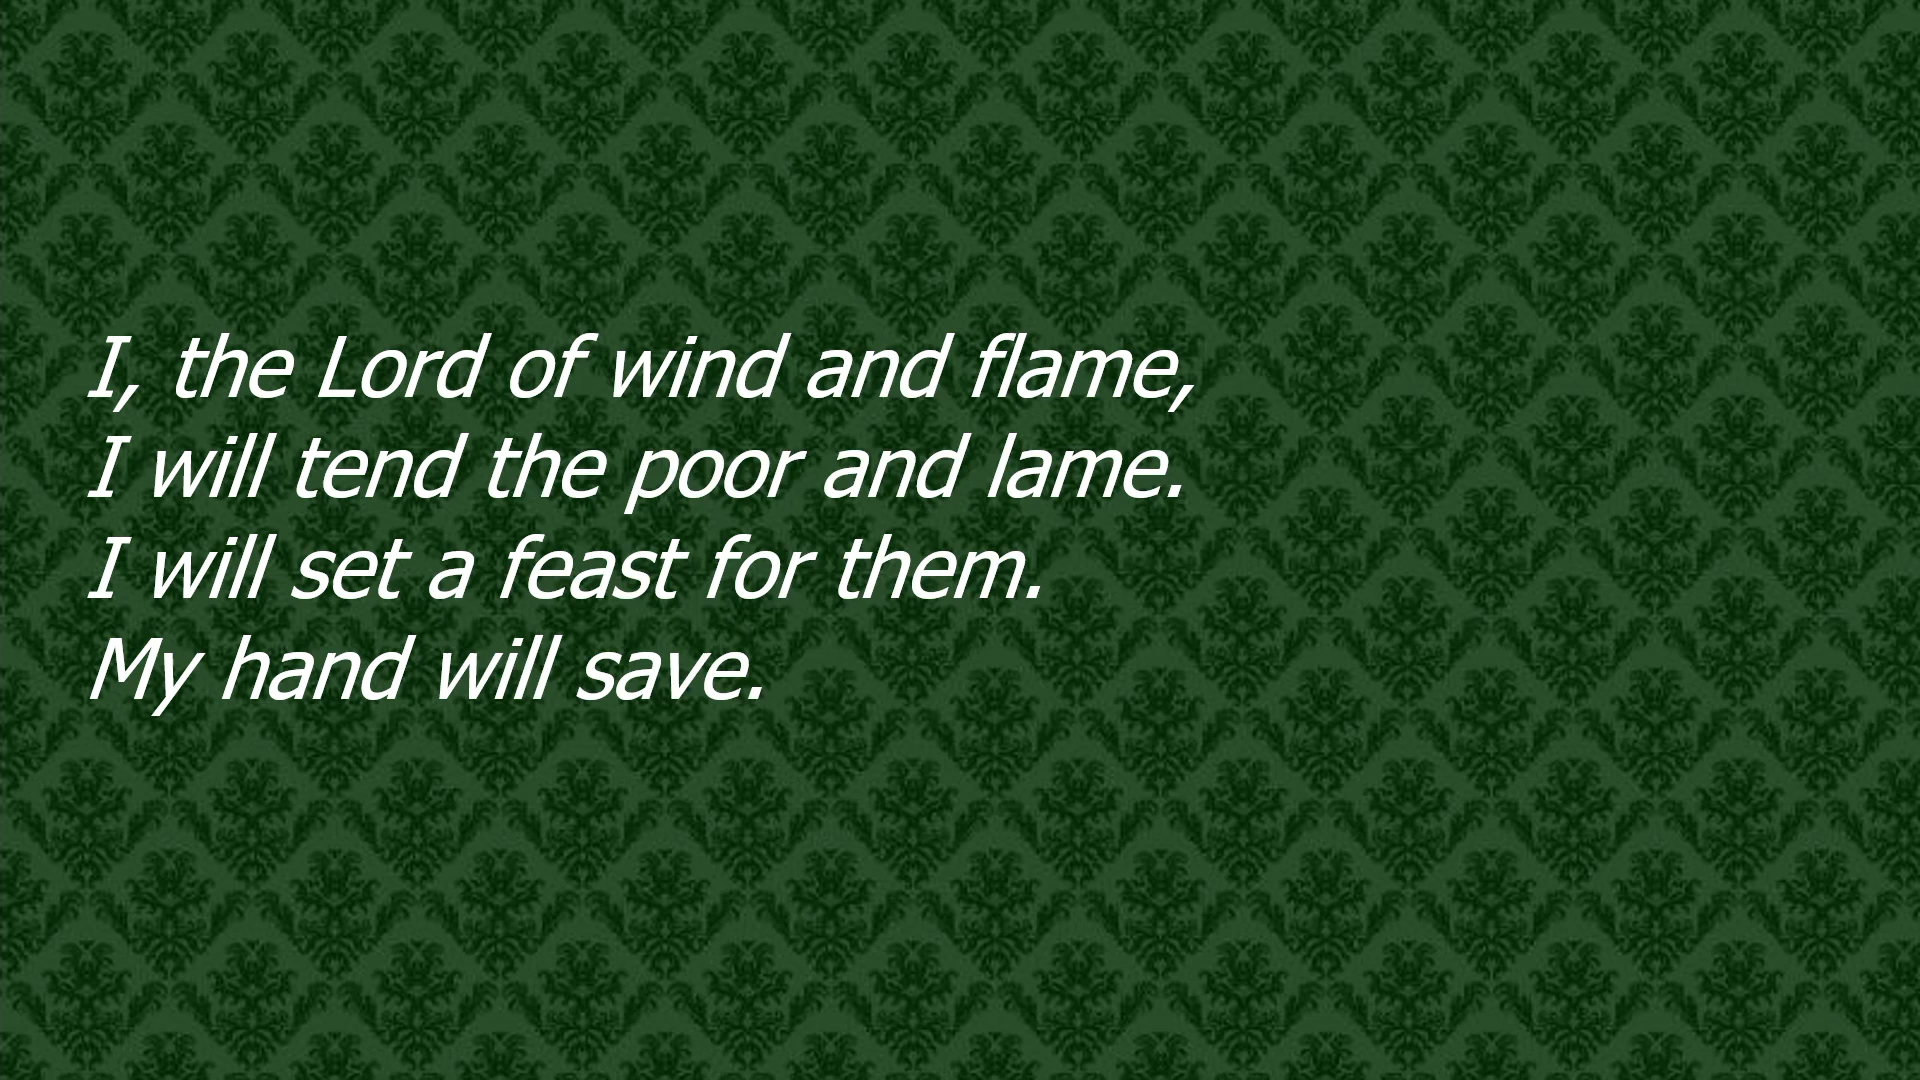 I, the Lord of wind and flame,
I will tend the poor and lame.
I will set a feast for them.
My hand will save.